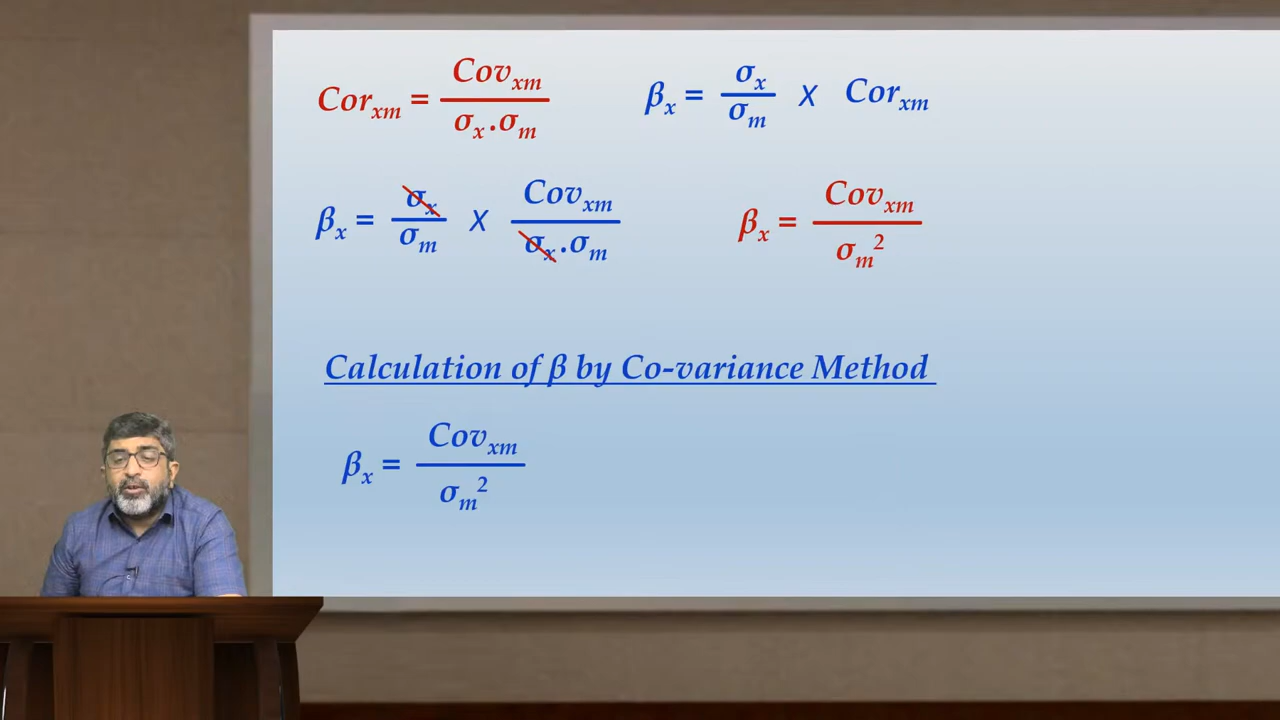 Cor_xm = Cov_xm / σ_x . σ_m    β_x = σ_x / σ_m X Cor_xm
β_x = σ_x / σ_m X Cov_xm / σ_x . σ_m    β_x = Cov_xm / σ_m²
Calculation of β by Co-variance Method
β_x = Cov_xm / σ_m²